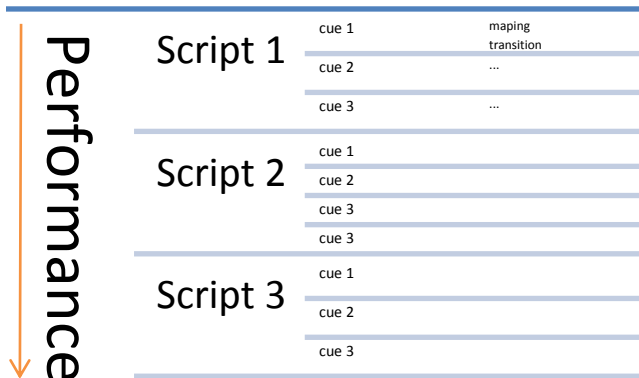 Performance
Script 1
cue 1
maping
transition
cue 2
...
cue 3
...
Script 2
cue 1
cue 2
cue 3
cue 3
Script 3
cue 1
cue 2
cue 3